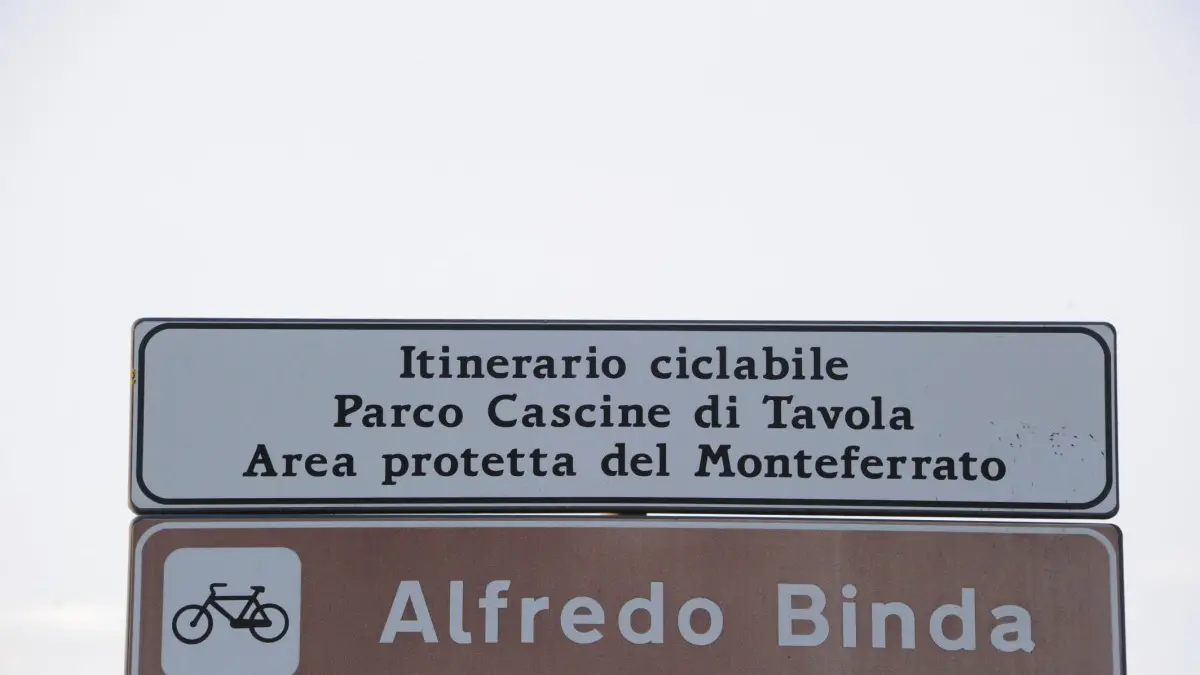 Itinerario ciclabile
Parco Cascine di Tavola
Area protetta del Monteferrato
Alfredo Binda